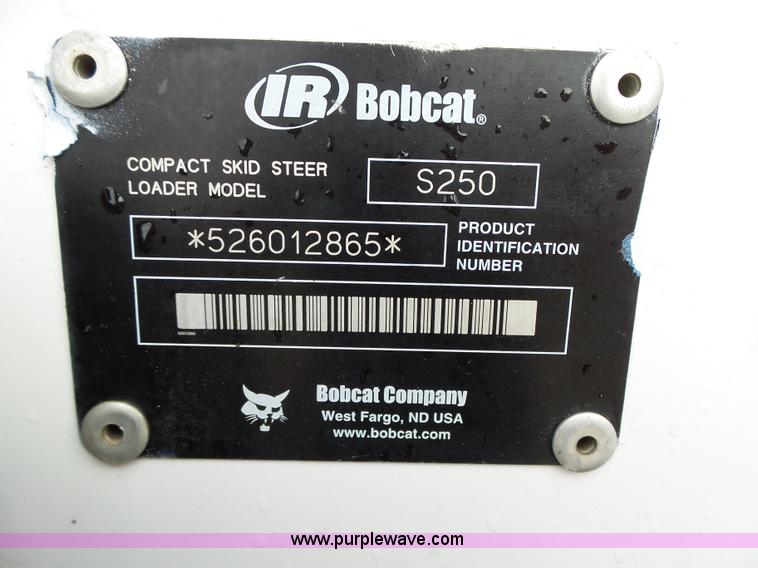 IR Bobcat®
COMPACT SKID STEER
LOADER MODEL
S250
*526012865*
PRODUCT
IDENTIFICATION
NUMBER
Bobcat Company
West Fargo, ND USA
www.bobcat.com
www.purplewave.com